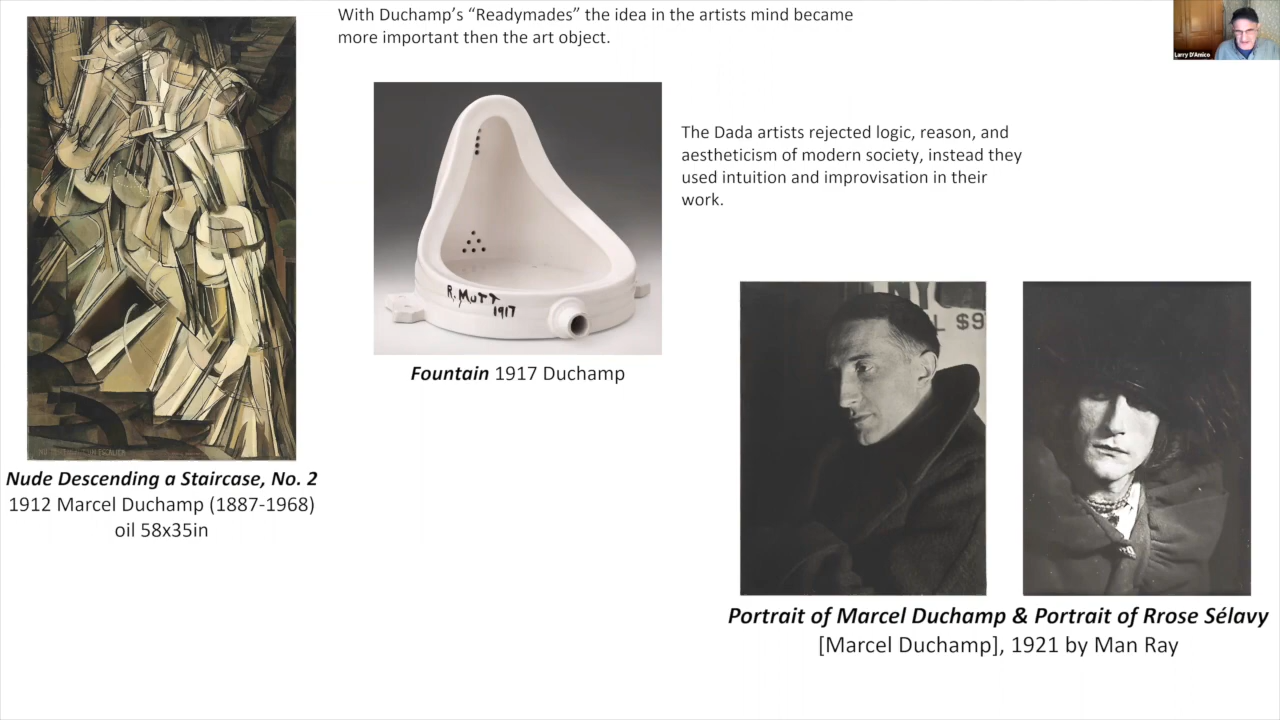 With Duchamp's “Readymades” the idea in the artists mind became
more important then the art object.
Larry D'Amico
The Dada artists rejected logic, reason, and
aestheticism of modern society, instead they
used intuition and improvisation in their
work.
R. MUTT
1917
Fountain 1917 Duchamp
L $9
Nude Descending a Staircase, No. 2
1912 Marcel Duchamp (1887-1968)
oil 58x35in
Portrait of Marcel Duchamp & Portrait of Rrose Sélavy
[Marcel Duchamp], 1921 by Man Ray